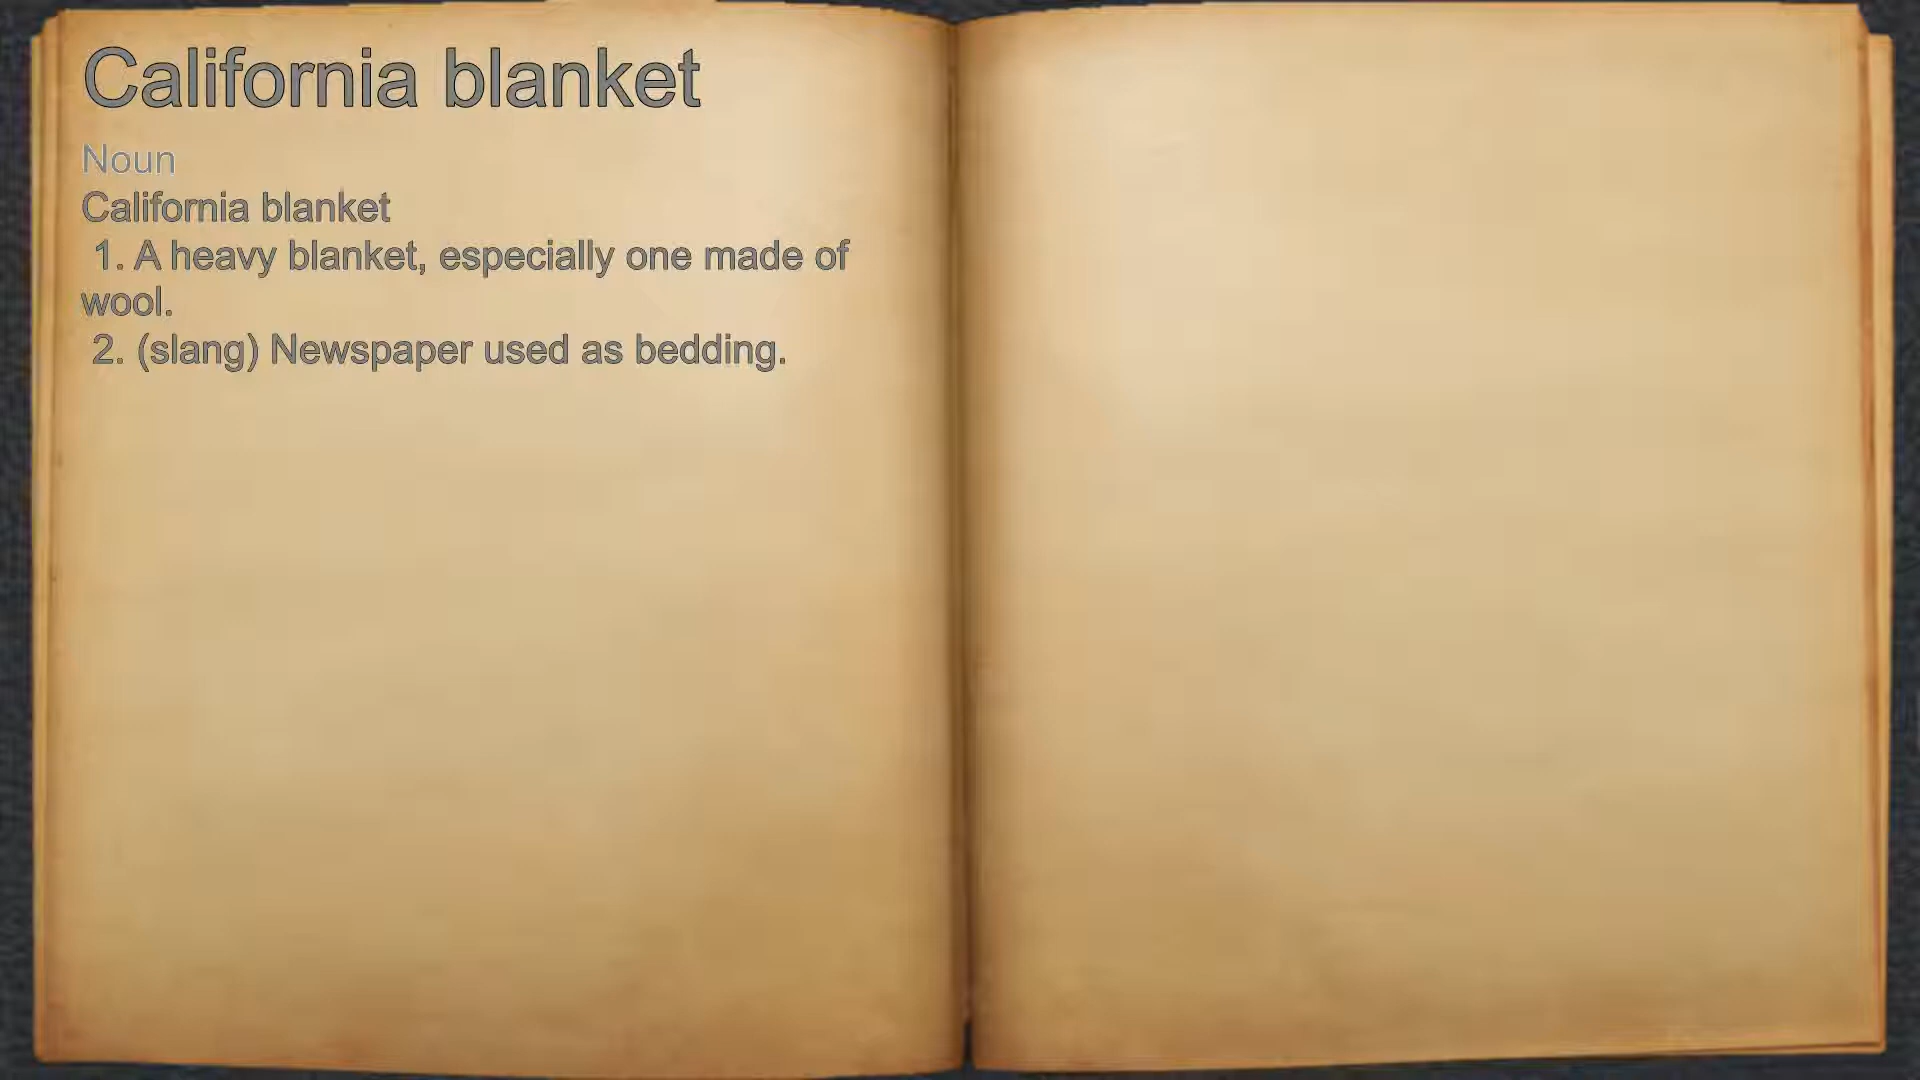 California blanket
Noun
California blanket
1. A heavy blanket, especially one made of
wool.
2. (slang) Newspaper used as bedding.